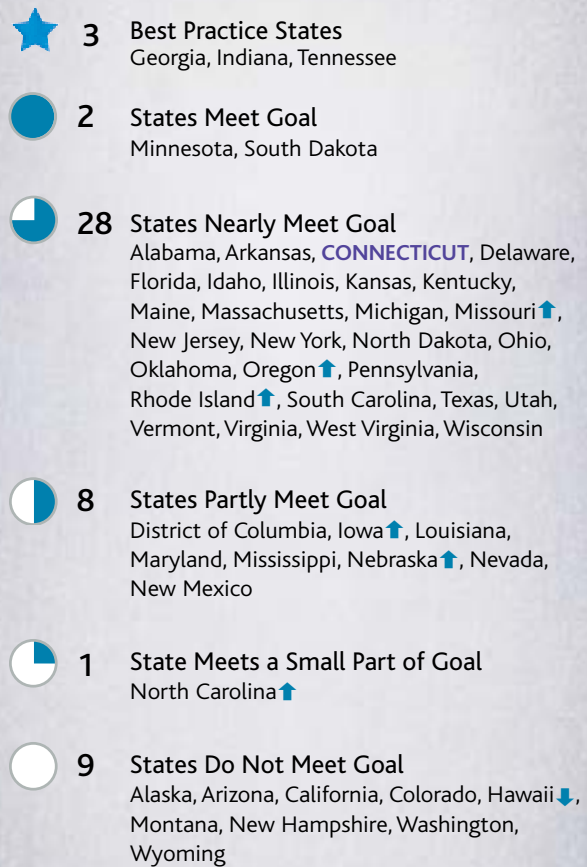 3 Best Practice States
Georgia, Indiana, Tennessee
2 States Meet Goal
Minnesota, South Dakota
28 States Nearly Meet Goal
Alabama, Arkansas, CONNECTICUT, Delaware,
Florida, Idaho, Illinois, Kansas, Kentucky,
Maine, Massachusetts, Michigan, Missouri⬆,
New Jersey, New York, North Dakota, Ohio,
Oklahoma, Oregon⬆, Pennsylvania,
Rhode Island⬆, South Carolina, Texas, Utah,
Vermont, Virginia, West Virginia, Wisconsin
8 States Partly Meet Goal
District of Columbia, Iowa⬆, Louisiana,
Maryland, Mississippi, Nebraska⬆, Nevada,
New Mexico
1 State Meets a Small Part of Goal
North Carolina⬆
9 States Do Not Meet Goal
Alaska, Arizona, California, Colorado, Hawaii⬇,
Montana, New Hampshire, Washington,
Wyoming